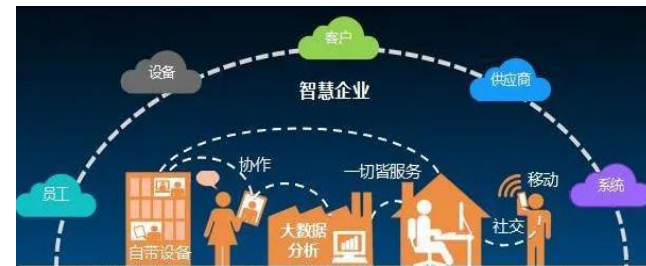 客户
设备
供应商
智慧企业
员工
协作
一切皆服务
移动
系统
大数据
分析
社交
自带设备